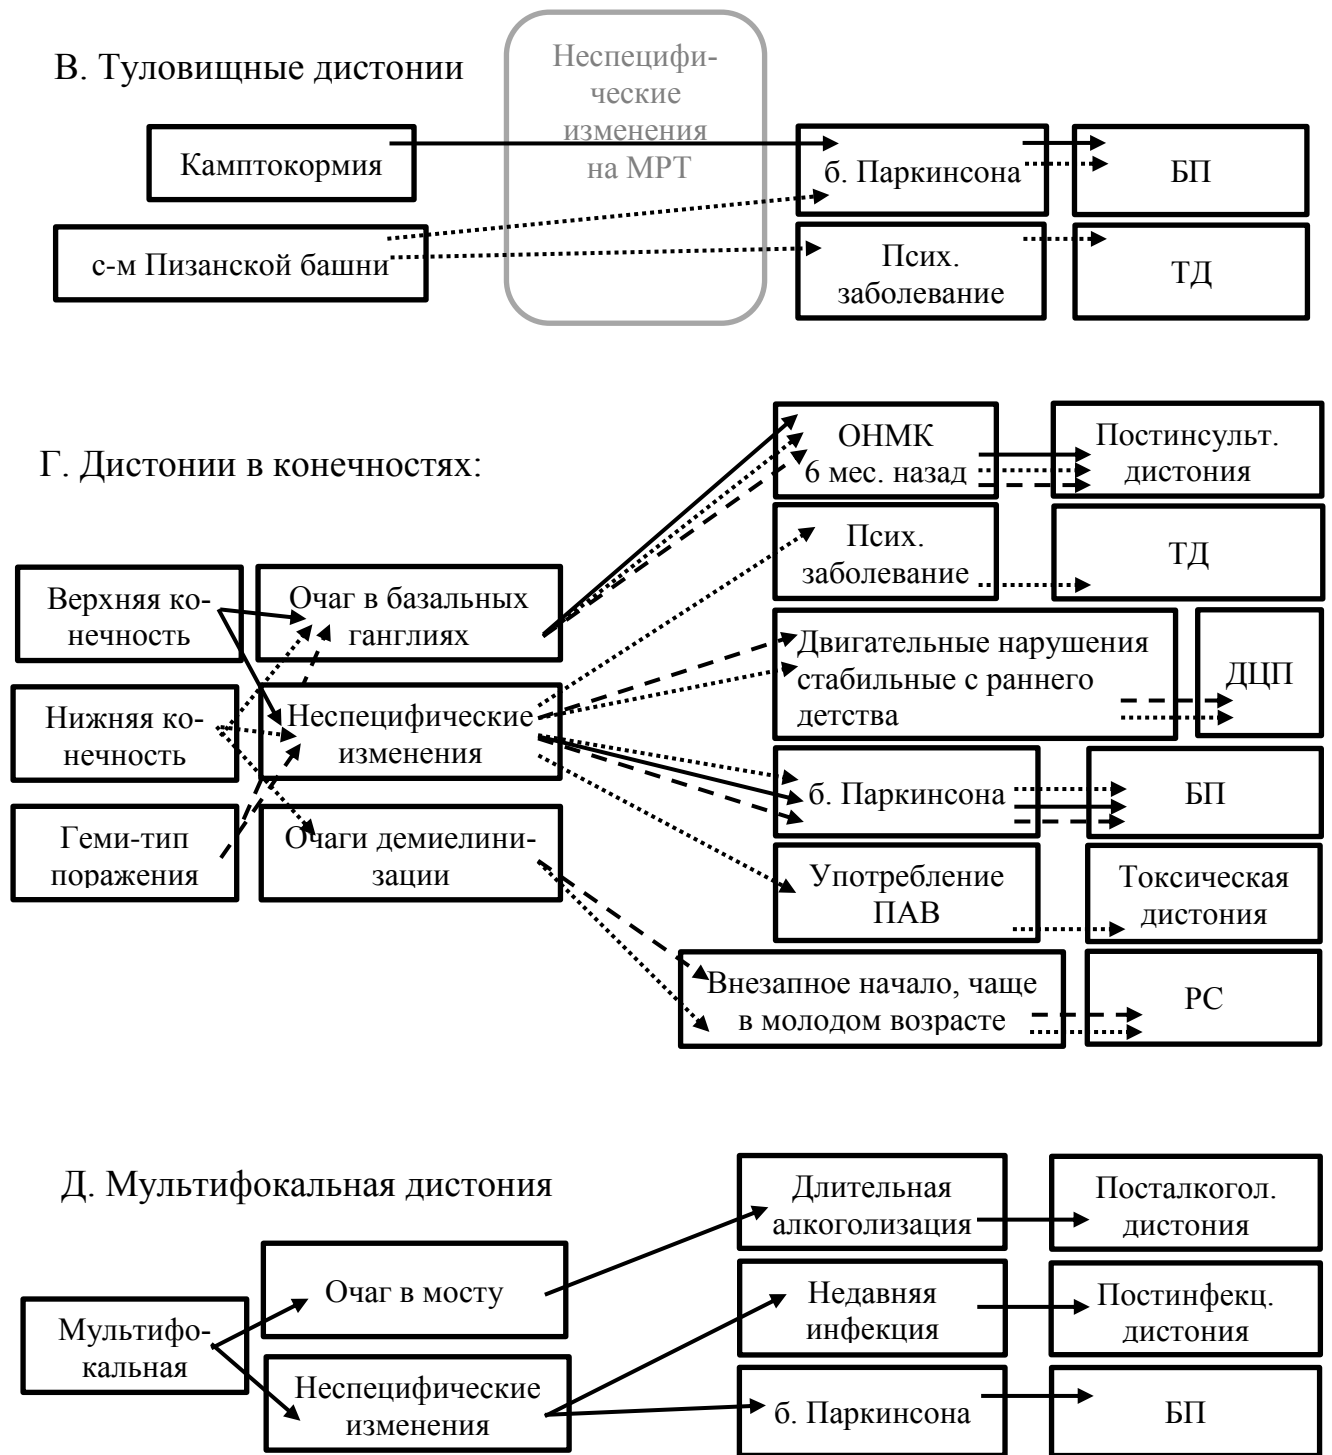 В. Туловищные дистонии
Неспецифи-
ческие
изменения
на МРТ
Камптокормия
б. Паркинсона
БП
с-м Пизанской башни
Псих.
заболевание
ТД
Г. Дистонии в конечностях:
ОНМК
6 мес. назад
Постинсульт.
дистония
Псих.
заболевание
ТД
Верхняя ко-
нечность
Очаг в базальных
ганглиях
Двигательные нарушения
стабильные с раннего
детства
ДЦП
Нижняя ко-
нечность
Неспецифические
изменения
б. Паркинсона
БП
Геми-тип
поражения
Очаги демиелини-
зации
Употребление
ПАВ
Токсическая
дистония
Внезапное начало, чаще
в молодом возрасте
РС
Д. Мультифокальная дистония
Длительная
алкоголизация
Посталкогол.
дистония
Очаг в мосту
Недавняя
инфекция
Постинфекц.
дистония
Мультифо-
кальная
Неспецифические
изменения
б. Паркинсона
БП